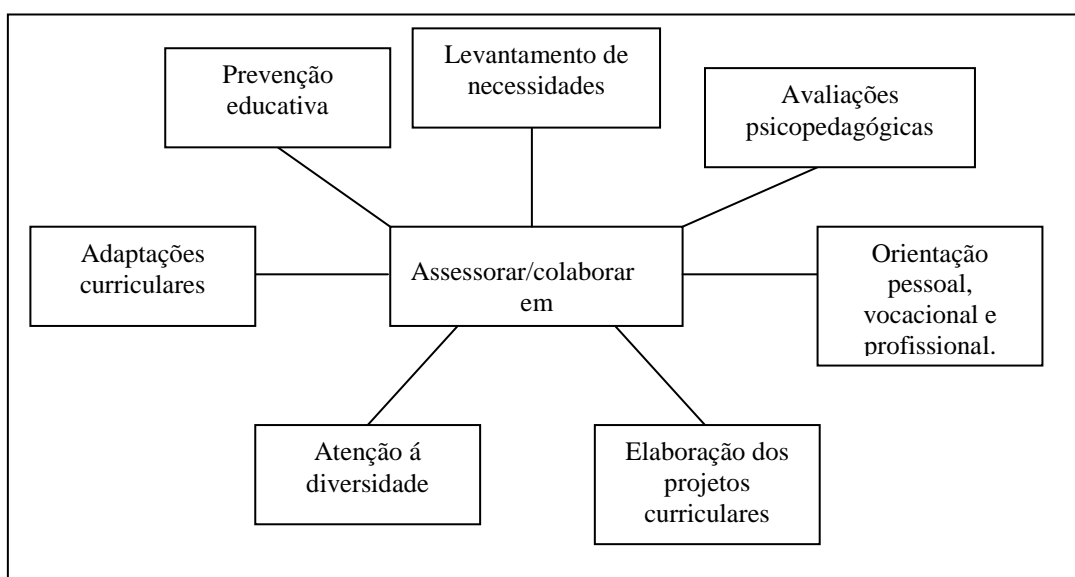 Levantamento de
necessidades
Prevenção
educativa
Avaliações
psicopedagógicas
Adaptações
curriculares
Assessorar/colaborar
em
Orientação
pessoal,
vocacional e
profissional.
Atenção á
diversidade
Elaboração dos
projetos
curriculares